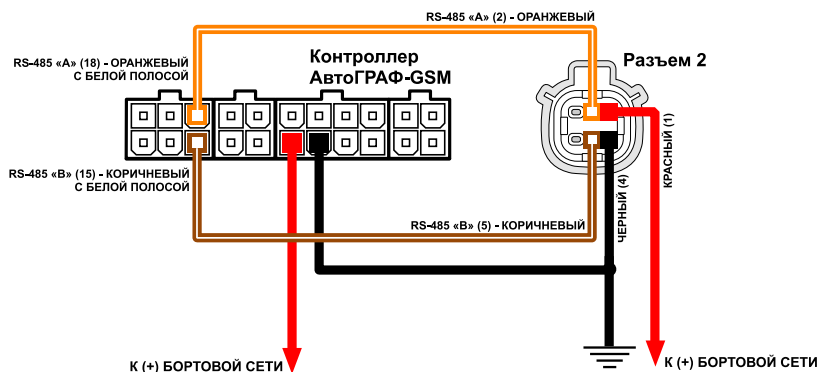 RS-485 «А» (2) - ОРАНЖЕВЫЙ
RS-485 «А» (18) - ОРАНЖЕВЫЙ
С БЕЛОЙ ПОЛОСОЙ
Контроллер
АвтоГРАФ-GSM
Разъем 2
RS-485 «В» (15) - КОРИЧНЕВЫЙ
С БЕЛОЙ ПОЛОСОЙ
КРАСНЫЙ (1)
ЧЕРНЫЙ (4)
RS-485 «В» (5) - КОРИЧНЕВЫЙ
К (+) БОРТОВОЙ СЕТИ
К (+) БОРТОВОЙ СЕТИ